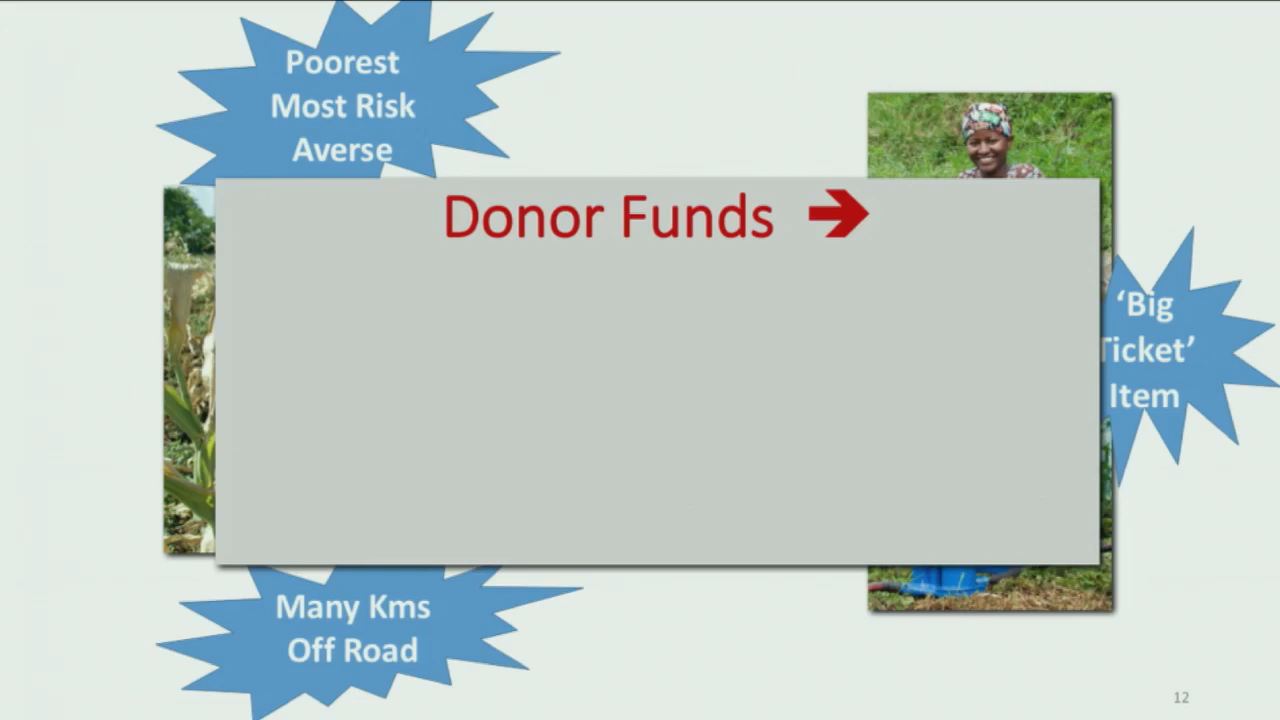 Poorest
Most Risk
Averse
Donor Funds
‘Big
Ticket’
Item
Many Kms
Off Road
12